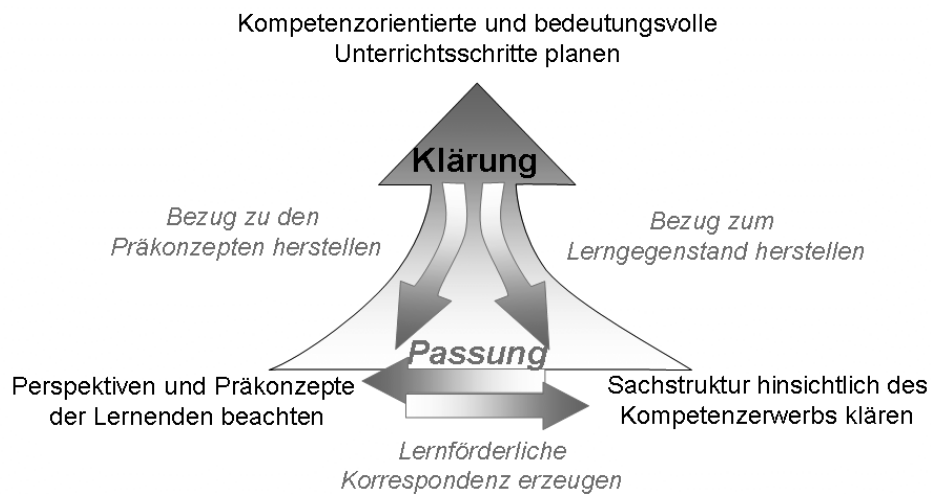 Kompetenzorientierte und bedeutungsvolle
Unterrichtsschritte planen
Klärung
Bezug zu den
Präkonzepten herstellen
Bezug zum
Lerngegenstand herstellen
Passung
Perspektiven und Präkonzepte
der Lernenden beachten
Sachstruktur hinsichtlich des
Kompetenzerwerbs klären
Lernförderliche
Korrespondenz erzeugen